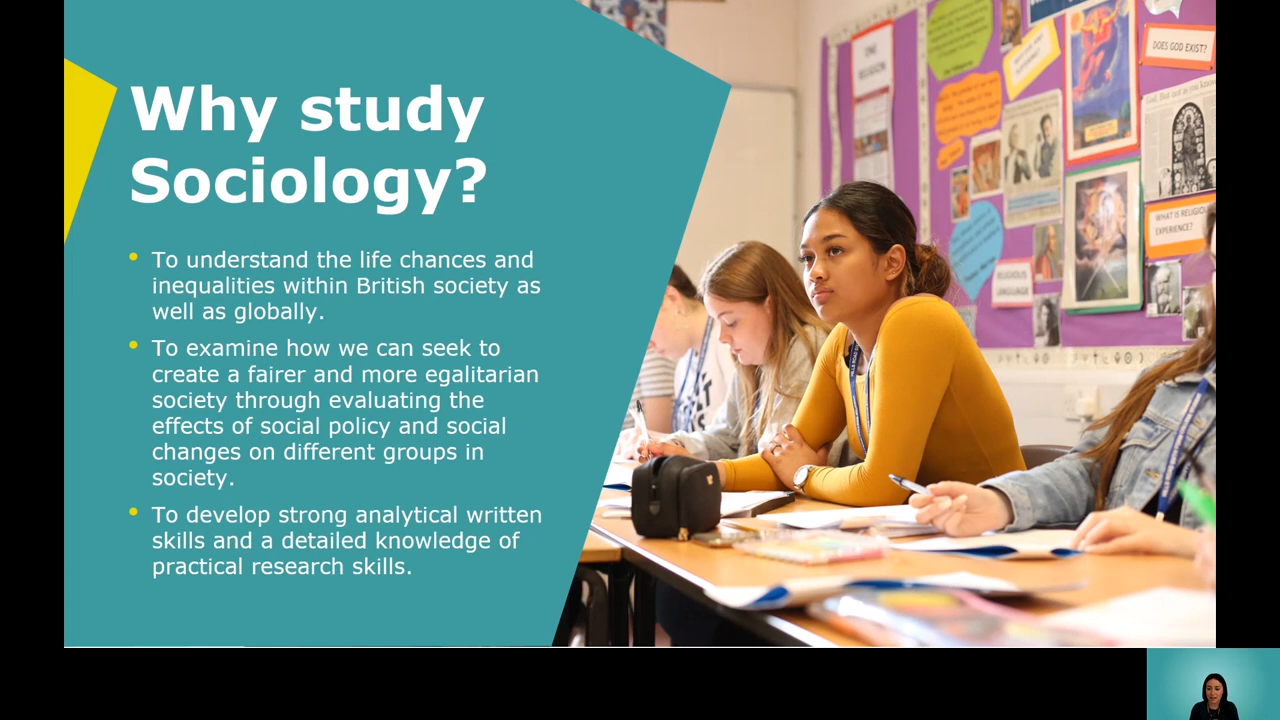 Why study
Sociology?
To understand the life chances and
inequalities within British society as
well as globally.
To examine how we can seek to
create a fairer and more egalitarian
society through evaluating the
effects of social policy and social
changes on different groups in
society.
To develop strong analytical written
skills and a detailed knowledge of
practical research skills.
DOES GOD EXIST?
WHAT IS RELIGIOUS
EXPERIENCE?
RELIGIOUS
LANGUAGE